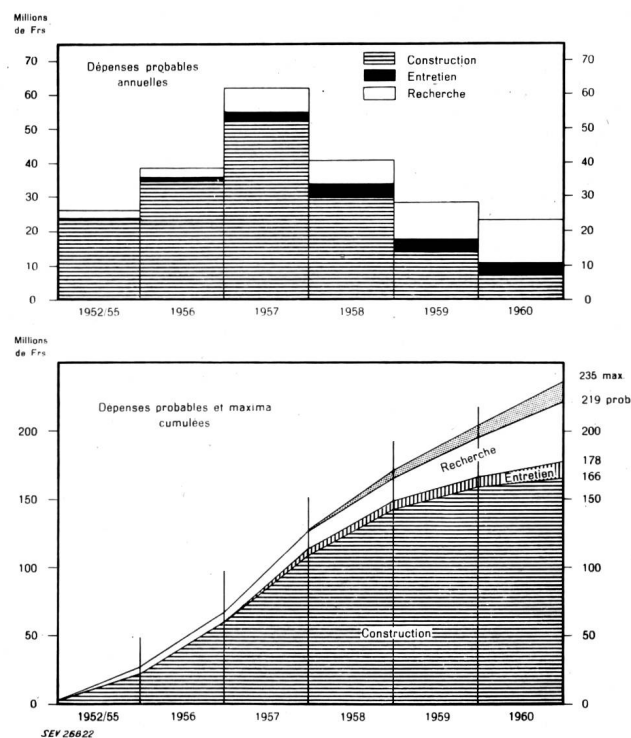 Millions
de Frs
70
60
50
40
30
20
10
0
Dépenses probables
annuelles
Construction
Entretien
Recherche
70
60
50
40
30
20
10
0
1952/55 1956 1957 1958 1959 1960
Millions
de Frs
200
150
100
50
0
Dépenses probables et maxima
cumulées
Recherche
Entretien
Construction
235 max.
219 prob
200
178
166
150
100
50
0
1952/55 1956 1957 1958 1959 1960
SEV 26822